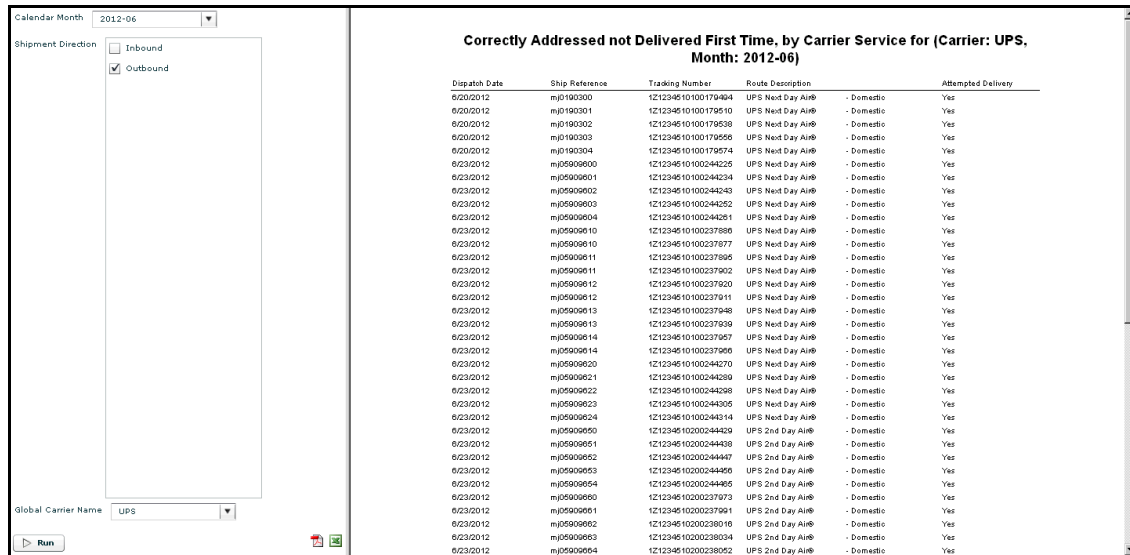 Calendar Month 2012-06
Shipment Direction
Inbound
Outbound
Global Carrier Name UPS
Run
Correctly Addressed not Delivered First Time, by Carrier Service for (Carrier: UPS,
Month: 2012-06)
Dispatch Date Ship Reference Tracking Number Route Description Attempted Delivery
6/20/2012 mj0190300 1Z1234510100179494 UPS Next Day Air® - Domestic Yes
6/20/2012 mj0190301 1Z1234510100179510 UPS Next Day Air® - Domestic Yes
6/20/2012 mj0190302 1Z1234510100179538 UPS Next Day Air® - Domestic Yes
6/20/2012 mj0190303 1Z1234510100179556 UPS Next Day Air® - Domestic Yes
6/20/2012 mj0190304 1Z1234510100179574 UPS Next Day Air® - Domestic Yes
6/23/2012 mj05909600 1Z1234510100244225 UPS Next Day Air® - Domestic Yes
6/23/2012 mj05909601 1Z1234510100244234 UPS Next Day Air® - Domestic Yes
6/23/2012 mj05909602 1Z1234510100244243 UPS Next Day Air® - Domestic Yes
6/23/2012 mj05909603 1Z1234510100244252 UPS Next Day Air® - Domestic Yes
6/23/2012 mj05909604 1Z1234510100244261 UPS Next Day Air® - Domestic Yes
6/23/2012 mj05909610 1Z1234510100237886 UPS Next Day Air® - Domestic Yes
6/23/2012 mj05909610 1Z1234510100237877 UPS Next Day Air® - Domestic Yes
6/23/2012 mj05909611 1Z1234510100237895 UPS Next Day Air® - Domestic Yes
6/23/2012 mj05909611 1Z1234510100237902 UPS Next Day Air® - Domestic Yes
6/23/2012 mj05909612 1Z1234510100237920 UPS Next Day Air® - Domestic Yes
6/23/2012 mj05909612 1Z1234510100237911 UPS Next Day Air® - Domestic Yes
6/23/2012 mj05909613 1Z1234510100237948 UPS Next Day Air® - Domestic Yes
6/23/2012 mj05909613 1Z1234510100237939 UPS Next Day Air® - Domestic Yes
6/23/2012 mj05909614 1Z1234510100237957 UPS Next Day Air® - Domestic Yes
6/23/2012 mj05909614 1Z1234510100237966 UPS Next Day Air® - Domestic Yes
6/23/2012 mj05909620 1Z1234510100244270 UPS Next Day Air® - Domestic Yes
6/23/2012 mj05909621 1Z1234510100244289 UPS Next Day Air® - Domestic Yes
6/23/2012 mj05909622 1Z1234510100244298 UPS Next Day Air® - Domestic Yes
6/23/2012 mj05909623 1Z1234510100244305 UPS Next Day Air® - Domestic Yes
6/23/2012 mj05909624 1Z1234510100244314 UPS Next Day Air® - Domestic Yes
6/23/2012 mj05909650 1Z1234510200244429 UPS 2nd Day Air® - Domestic Yes
6/23/2012 mj05909651 1Z1234510200244438 UPS 2nd Day Air® - Domestic Yes
6/23/2012 mj05909652 1Z1234510200244447 UPS 2nd Day Air® - Domestic Yes
6/23/2012 mj05909653 1Z1234510200244456 UPS 2nd Day Air® - Domestic Yes
6/23/2012 mj05909654 1Z1234510200244465 UPS 2nd Day Air® - Domestic Yes
6/23/2012 mj05909660 1Z1234510200237973 UPS 2nd Day Air® - Domestic Yes
6/23/2012 mj05909661 1Z1234510200237991 UPS 2nd Day Air® - Domestic Yes
6/23/2012 mj05909662 1Z1234510200238016 UPS 2nd Day Air® - Domestic Yes
6/23/2012 mj05909663 1Z1234510200238034 UPS 2nd Day Air® - Domestic Yes
6/23/2012 mj05909664 1Z1234510200238052 UPS 2nd Day Air® - Domestic Yes